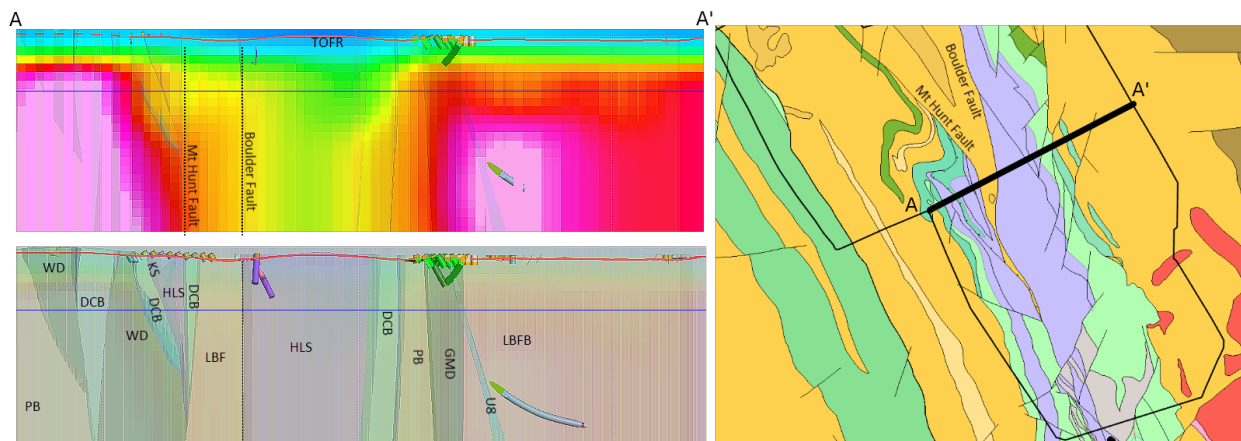 A
A'
TOFR
Mt Hunt Fault
Boulder Fault
WD
KS
HLS
DCB
DCB
DCB
WD
LBF
HLS
DCB
PB
GMD
LBFB
U8
PB
Boulder Fault
Mt Hunt Fault
A'
A